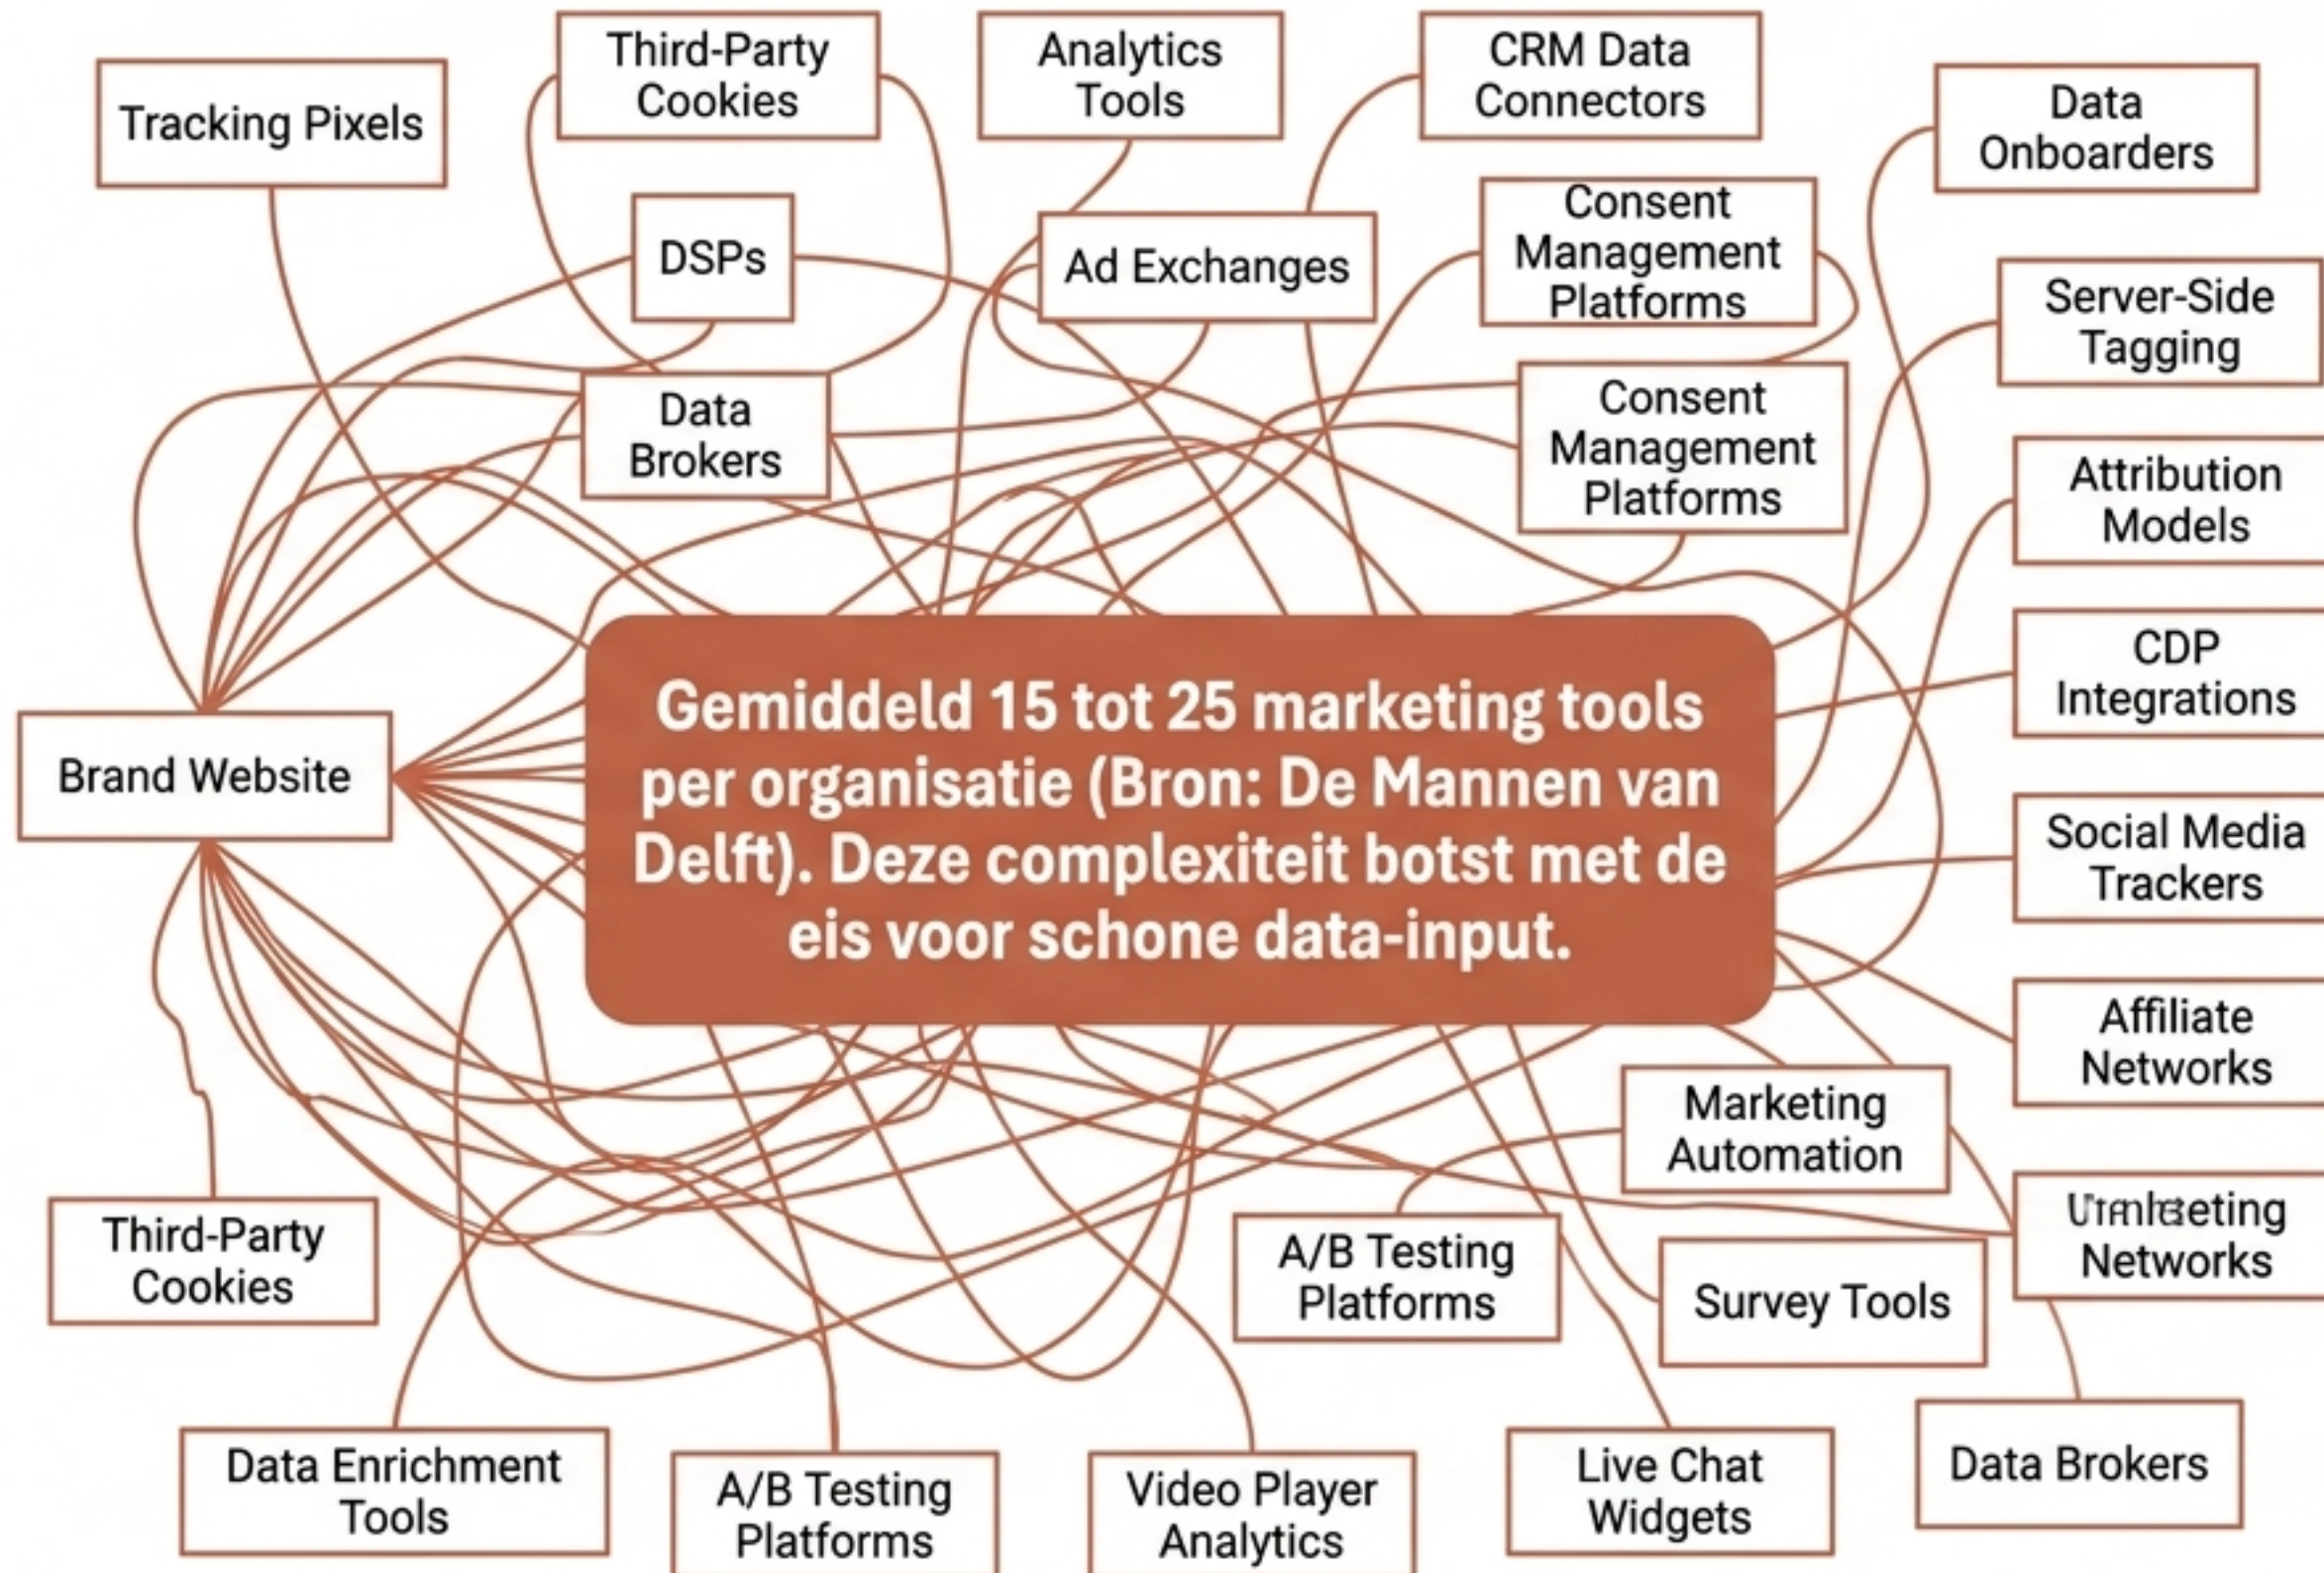 Third-Party
Cookies
Analytics
Tools
CRM Data
Connectors
Tracking Pixels
Data
Onboarders
DSPs
Ad Exchanges
Consent
Management
Platforms
Server-Side
Tagging
Data
Brokers
Consent
Management
Platforms
Attribution
Models
CDP
Integrations
Brand Website
Gemiddeld 15 tot 25 marketing tools
per organisatie (Bron: De Mannen van
Delft). Deze complexiteit botst met de
eis voor schone data-input.
Social Media
Trackers
Affiliate
Networks
Marketing
Automation
Networks
Third-Party
Cookies
A/B Testing
Platforms
Survey Tools
Data Enrichment
Tools
A/B Testing
Platforms
Video Player
Analytics
Live Chat
Widgets
Data Brokers